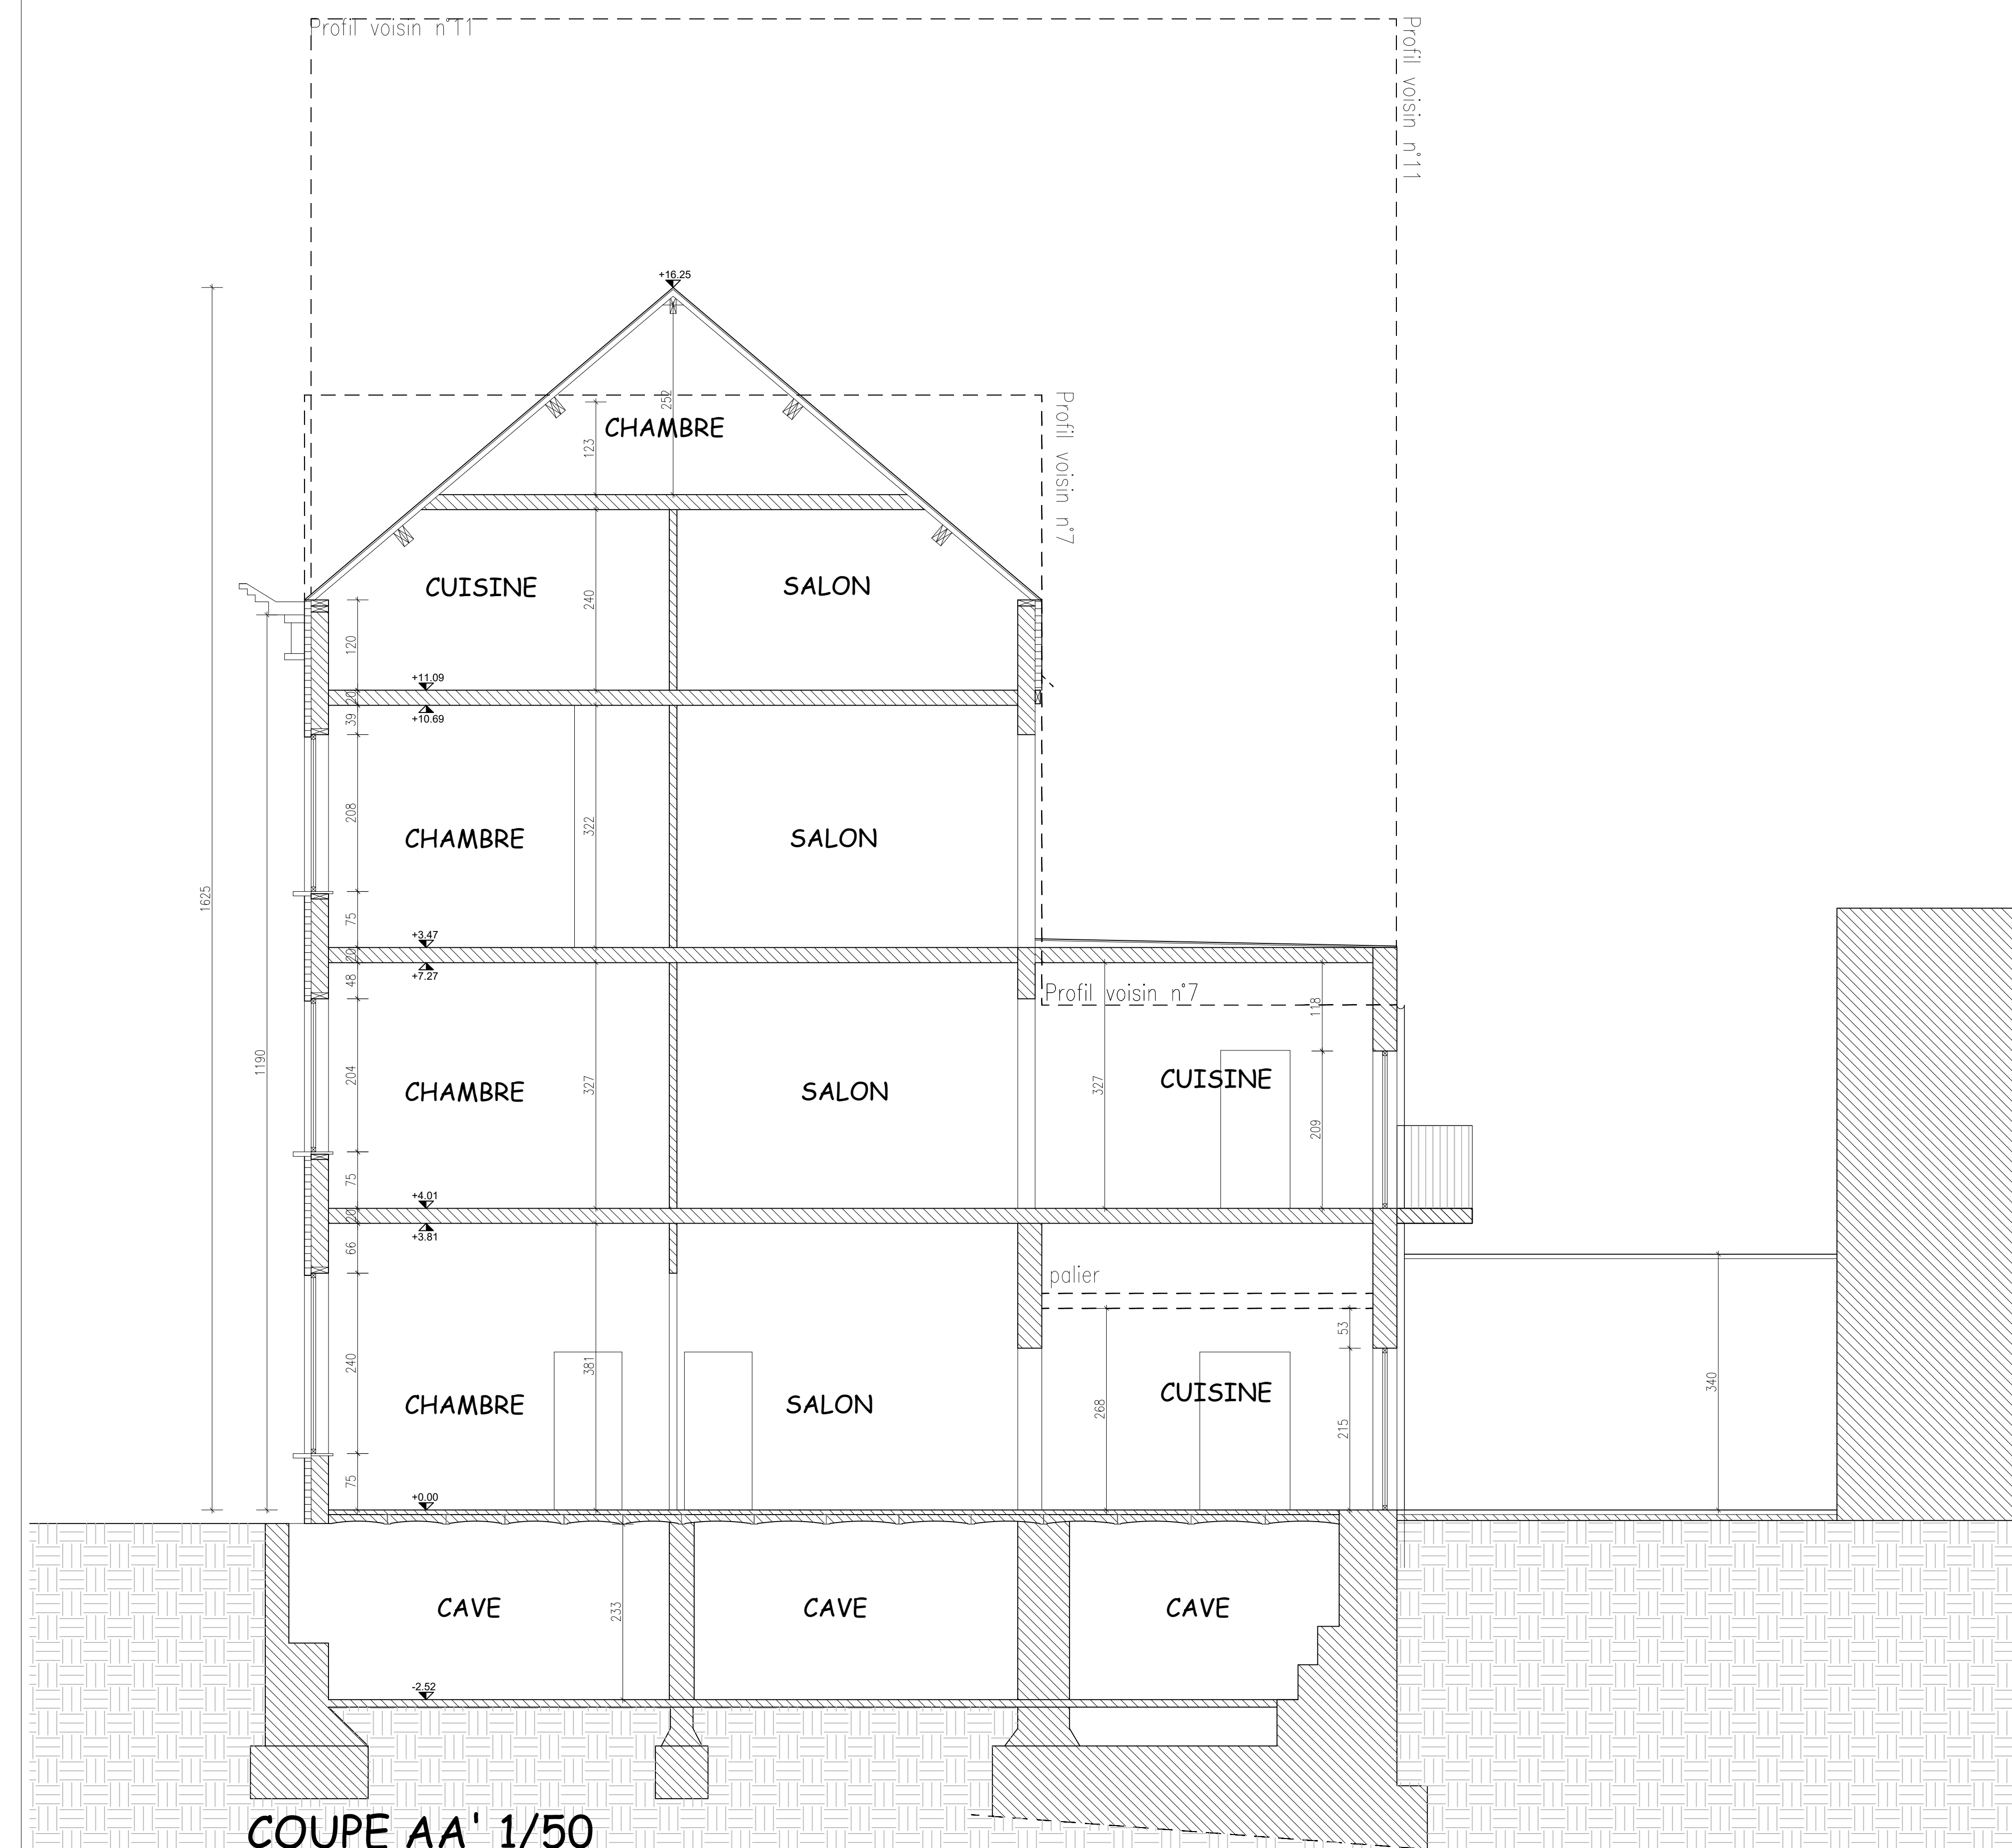 Profil voisin n°11
Profil voisin n°11
+16.25
252
CHAMBRE
123
Profil voisin n°7
CUISINE
SALON
240
120
+11.09
20
+10.69
39
CHAMBRE
SALON
208
322
1625
75
+3.47
20
+7.27
48
Profil voisin n°7
118
1190
204
CHAMBRE
327
SALON
327
CUISINE
209
75
+4.01
20
+3.81
66
palier
53
240
381
340
CHAMBRE
SALON
268
CUISINE
215
75
+0.00
CAVE
233
CAVE
CAVE
-2.52
COUPE AA' 1/50